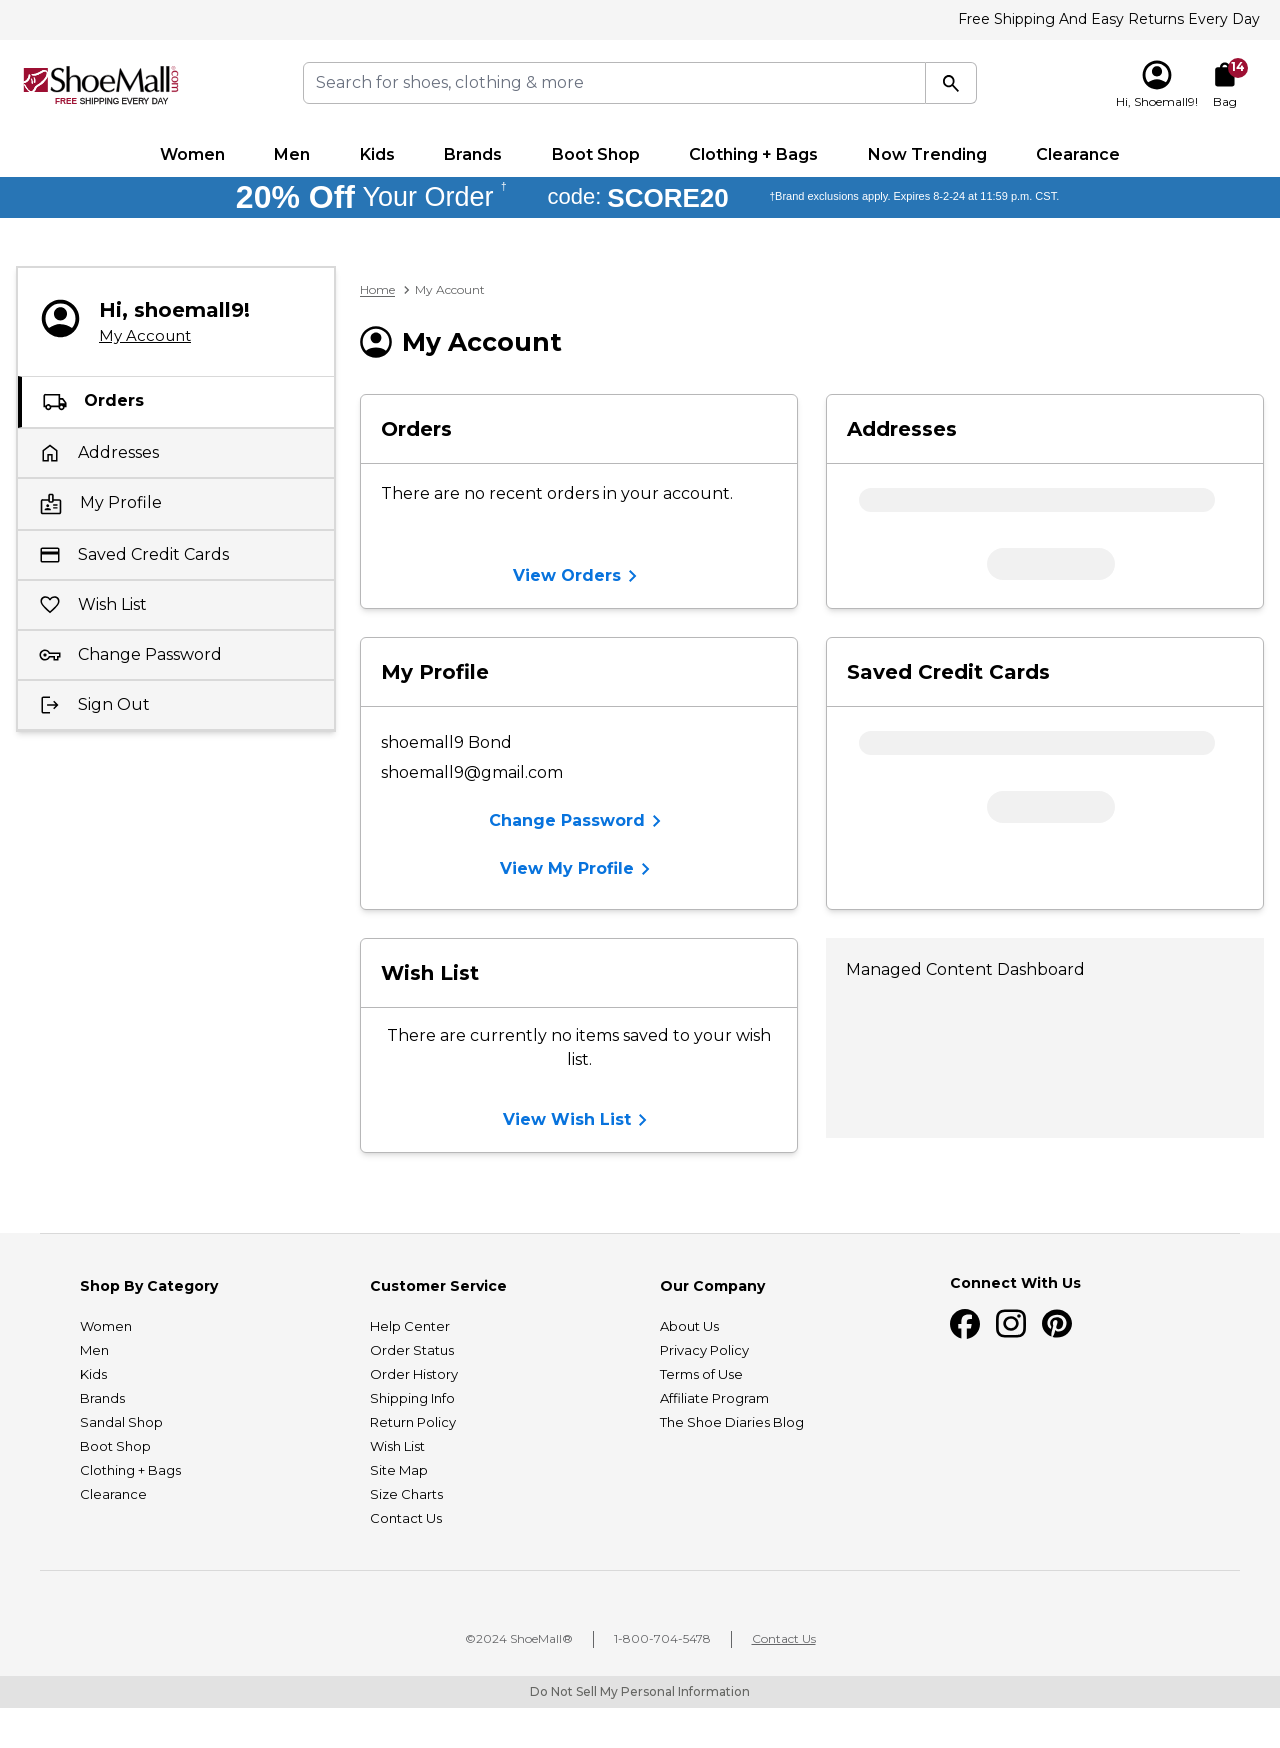 Free Shipping And Easy Returns Every Day
ShoeMall.com
FREE SHIPPING EVERY DAY
Search for shoes, clothing & more
Hi, Shoemall9!
14
Bag
Women Men Kids Brands Boot Shop Clothing + Bags Now Trending Clearance
20% Off Your Order † code: SCORE20 †Brand exclusions apply. Expires 8-2-24 at 11:59 p.m. CST.
Hi, shoemall9!
My Account
Orders
Addresses
My Profile
Saved Credit Cards
Wish List
Change Password
Sign Out
Home > My Account
My Account
Orders
There are no recent orders in your account.
View Orders >
Addresses
My Profile
shoemall9 Bond
shoemall9@gmail.com
Change Password >
View My Profile >
Saved Credit Cards
Wish List
There are currently no items saved to your wish
list.
View Wish List >
Managed Content Dashboard
Shop By Category
Women
Men
Kids
Brands
Sandal Shop
Boot Shop
Clothing + Bags
Clearance
Customer Service
Help Center
Order Status
Order History
Shipping Info
Return Policy
Wish List
Site Map
Size Charts
Contact Us
Our Company
About Us
Privacy Policy
Terms of Use
Affiliate Program
The Shoe Diaries Blog
Connect With Us
©2024 ShoeMall® | 1-800-704-5478 | Contact Us
Do Not Sell My Personal Information